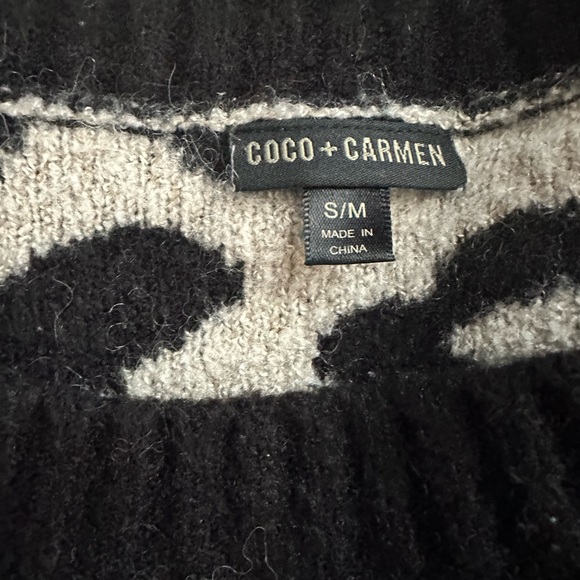 COCO + CARMEN
S/M
MADE IN
CHINA